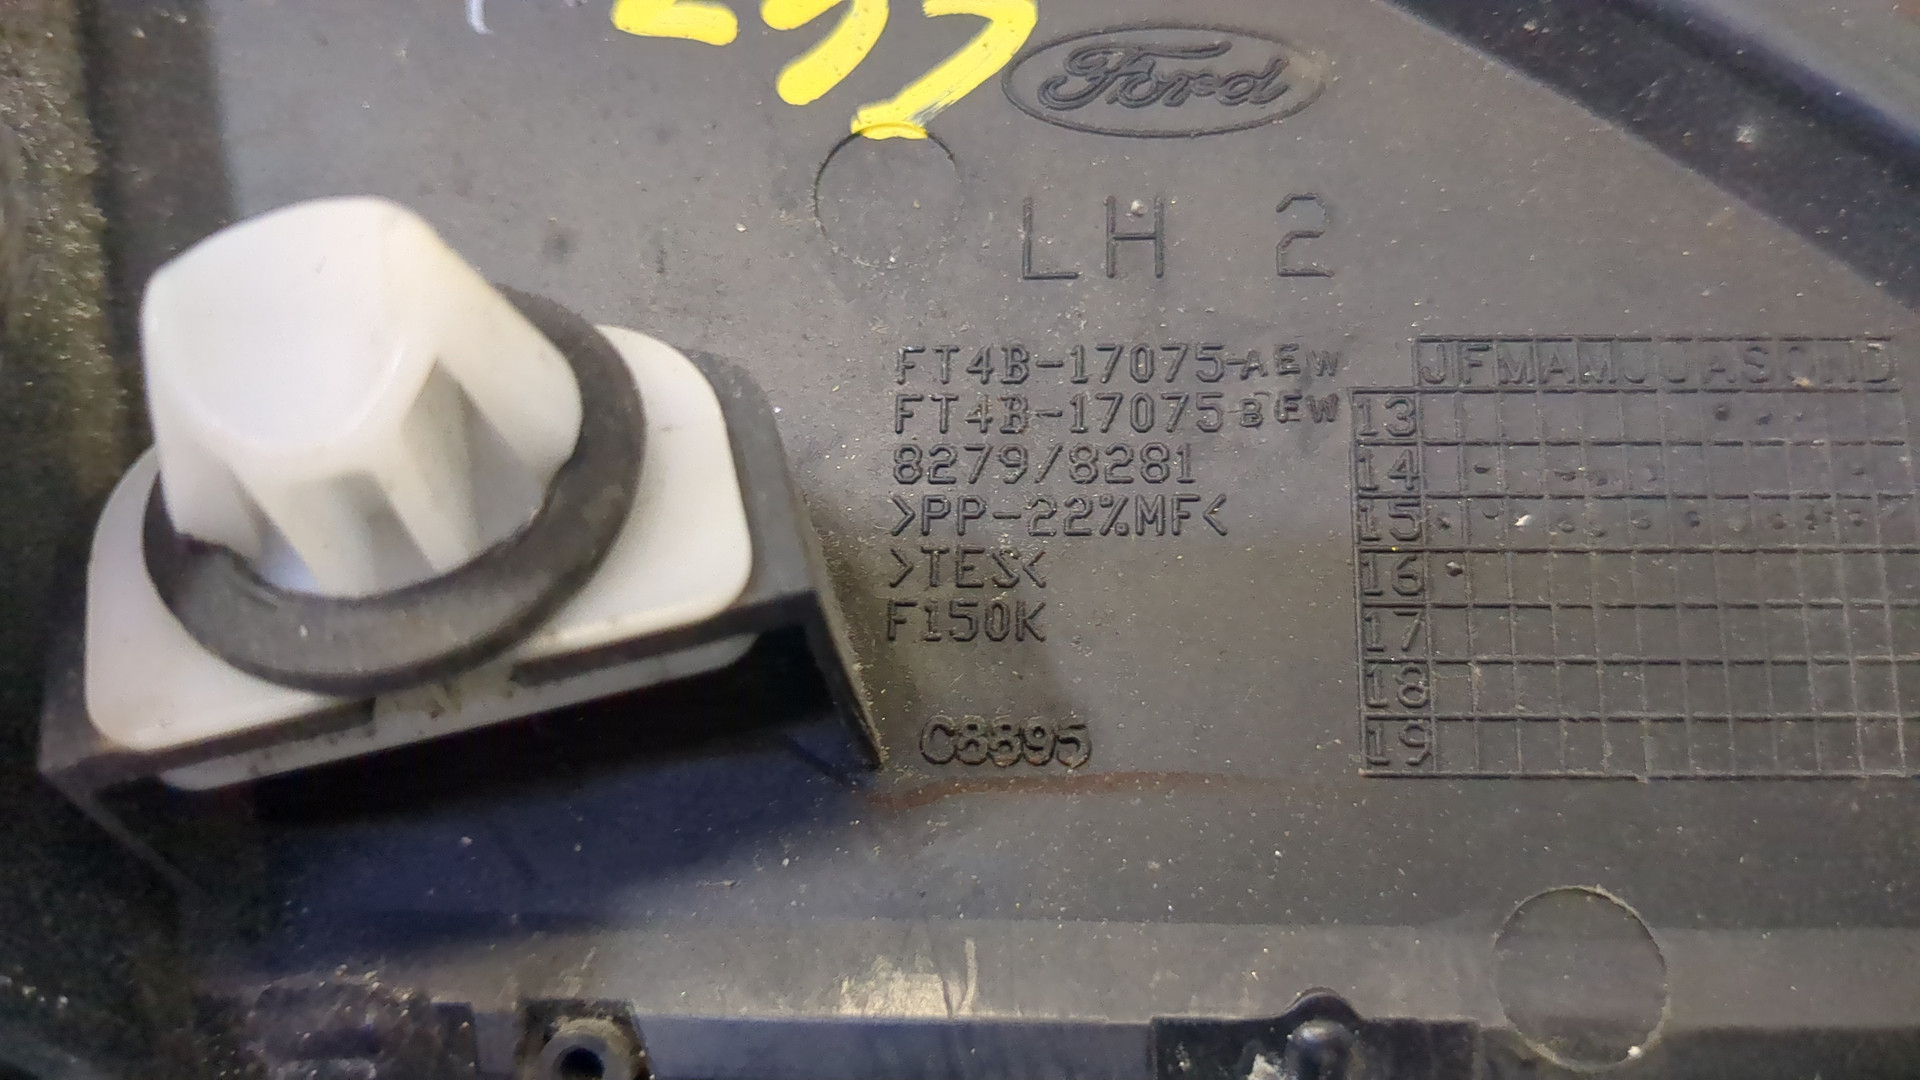 Ford
LH 2
FT4B-17075-AEW
FT4B-17075-BEW
8279/8281
>PP-22%MF<
>TES<
F150K
C8895
JFMAMJJASOND
13
14
15
16
17
18
19